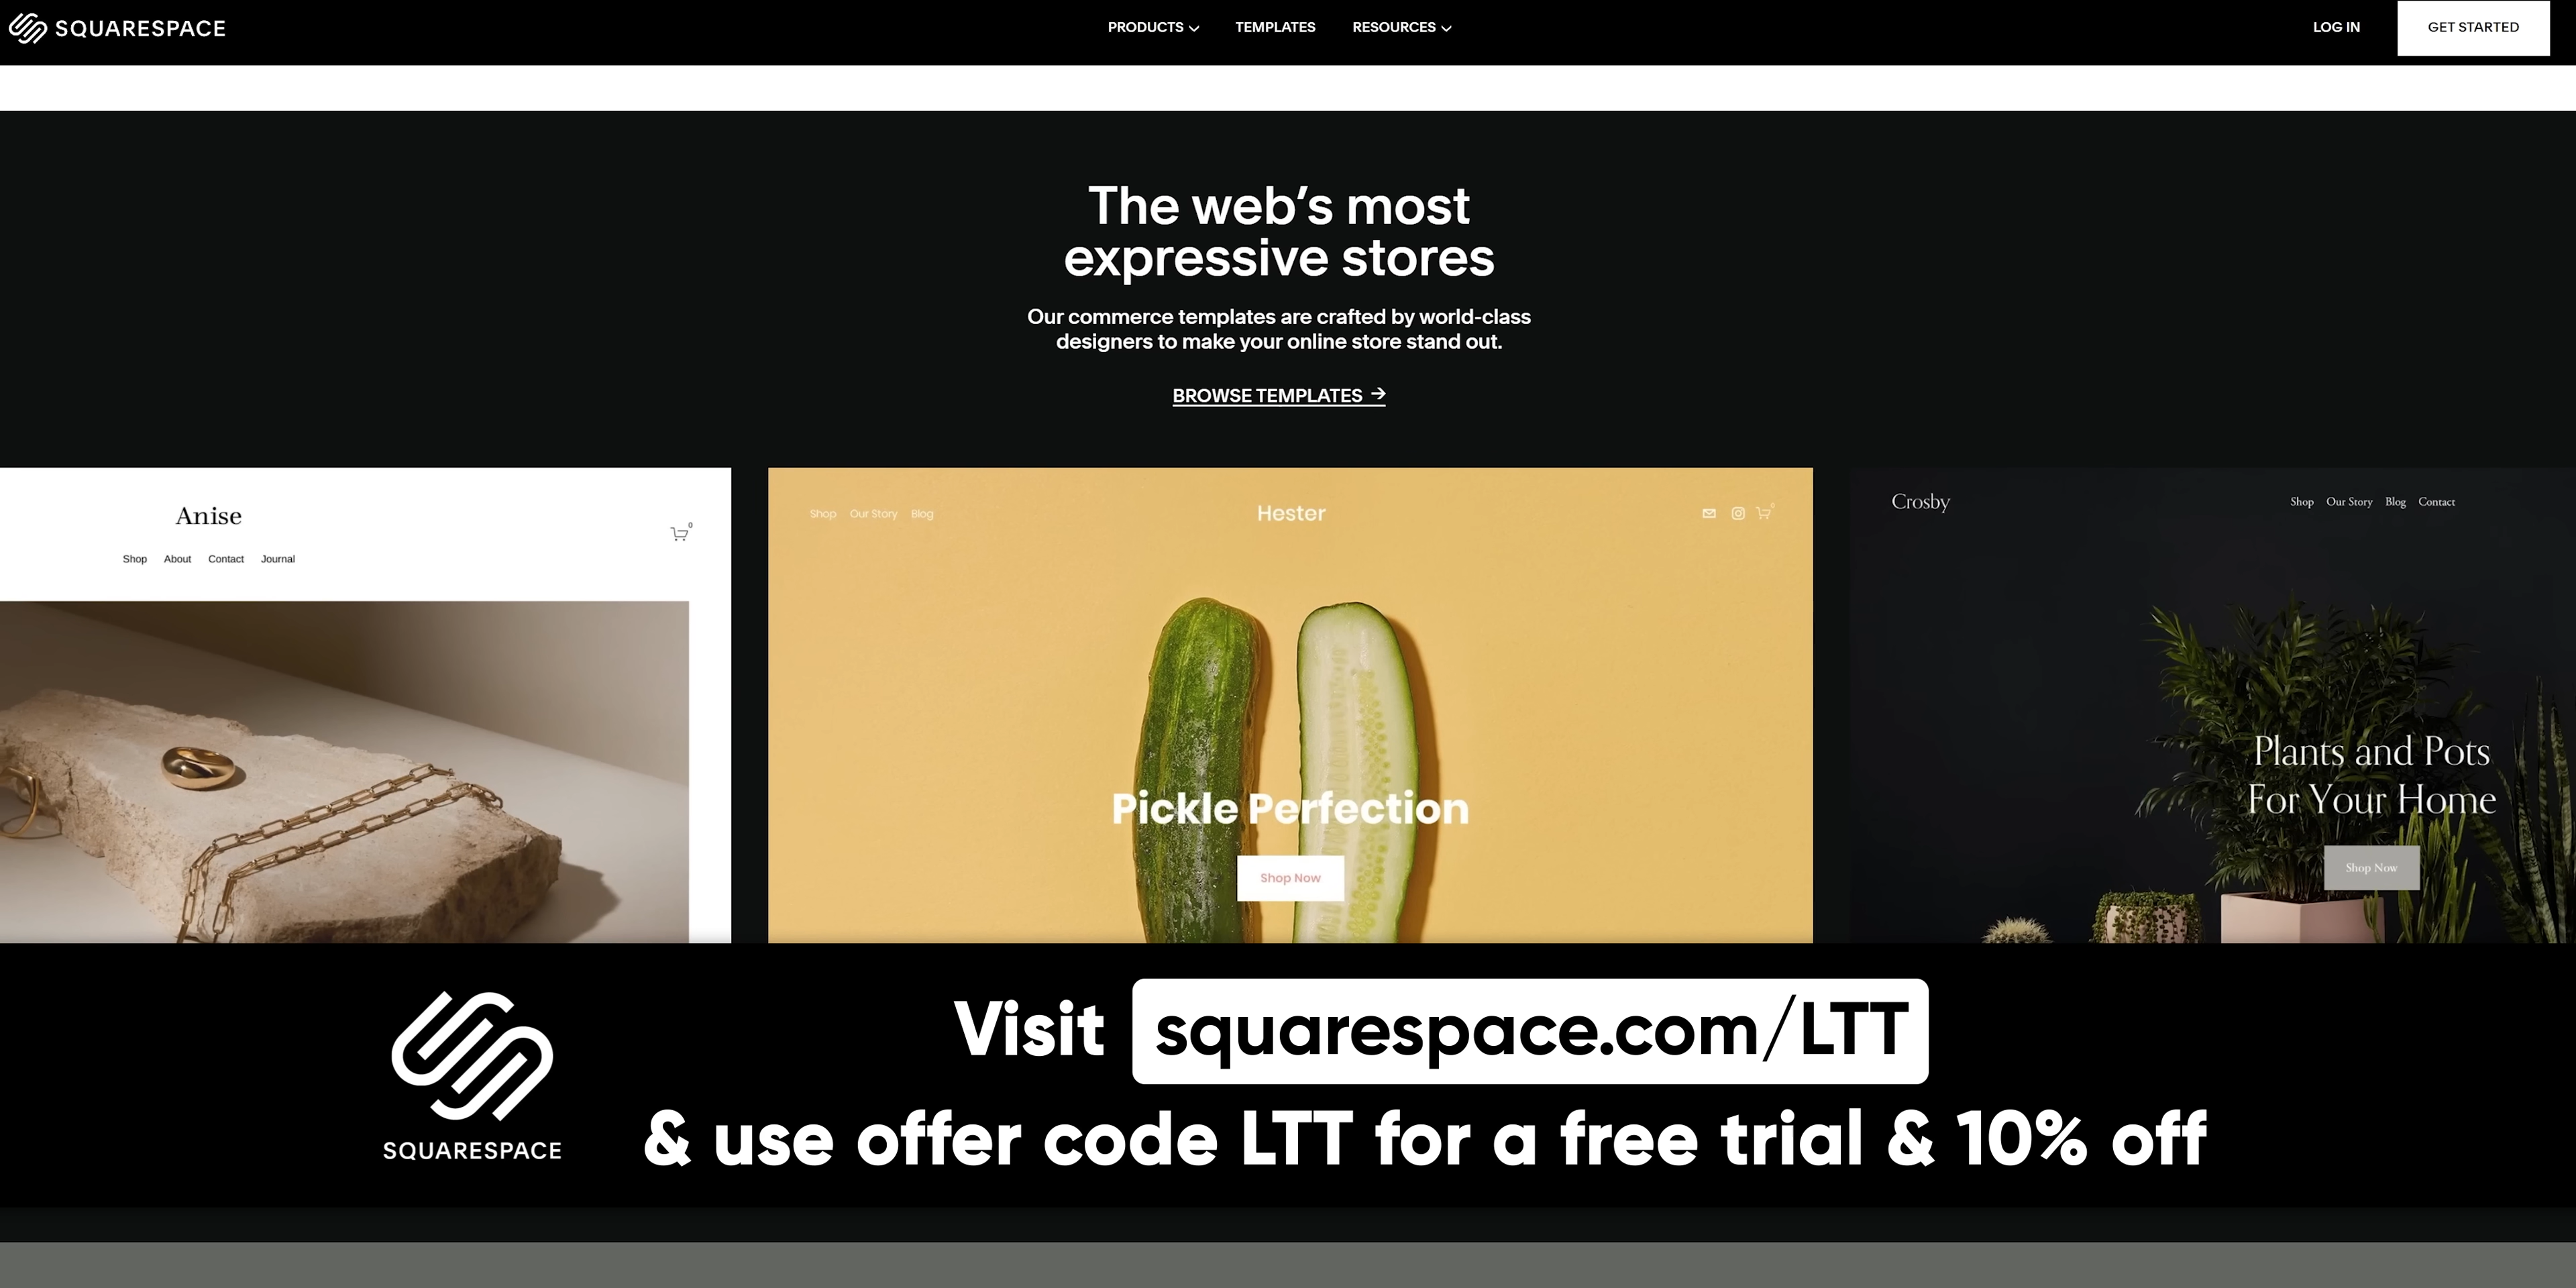 SQUARESPACE
PRODUCTS
TEMPLATES
RESOURCES
LOG IN
GET STARTED
The web’s most
expressive stores
Our commerce templates are crafted by world-class
designers to make your online store stand out.
BROWSE TEMPLATES →
Anise
0
Shop About Contact Journal
Shop Our Story Blog
Hester
0
Pickle Perfection
Shop Now
Crosby
Shop Our Story Blog Contact
Plants and Pots
For Your Home
Shop Now
SQUARESPACE
Visit squarespace.com/LTT
& use offer code LTT for a free trial & 10% off